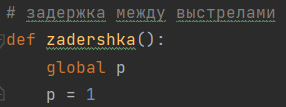 # задержка между выстрелами
def zadershka():
    global p
    p = 1